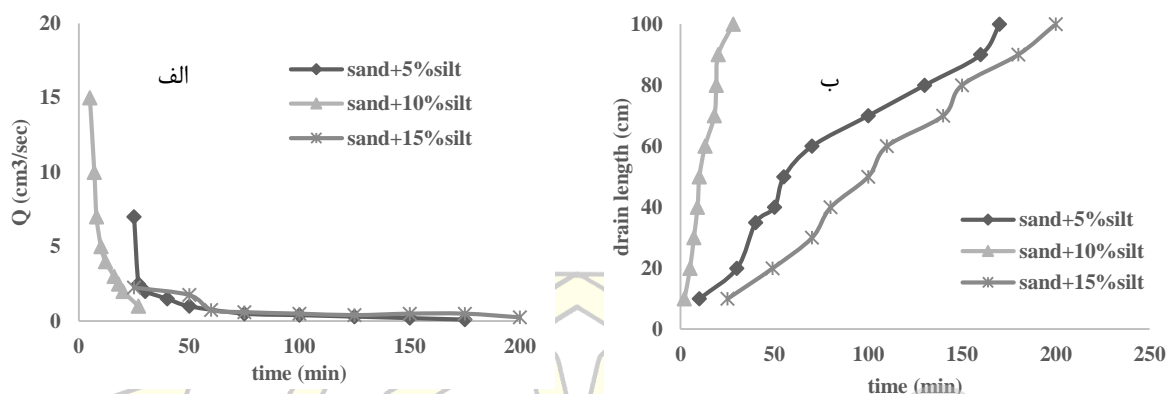 الف
Q (cm3/sec)
20
15
10
5
0
0 50 100 150 200
time (min)
sand+5%silt
sand+10%silt
sand+15%silt
ب
drain length (cm)
100
80
60
40
20
0
0 50 100 150 200 250
time (min)
sand+5%silt
sand+10%silt
sand+15%silt